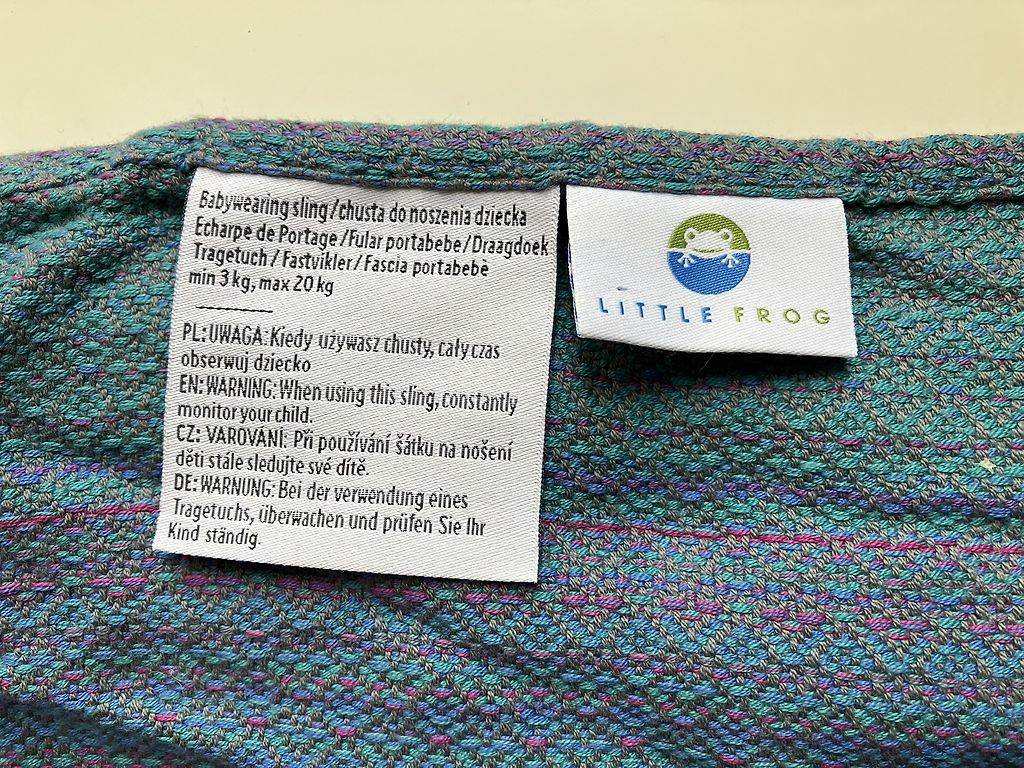 Babywearing sling/chusta do noszenia dziecka
Echarpe de Portage/Fular portabebe/Draagdoek
Tragetuch/Fastvikler/Fascia portabebè
min 3 kg, max 20 kg
PL: UWAGA: Kiedy używasz chusty, cały czas
obserwuj dziecko
EN: WARNING: When using this sling, constantly
monitor your child.
CZ: VAROVANI: Při používání šátku na nošení
děti stále sledujte své dítě.
DE: WARNUNG: Bei der verwendung eines
Tragetuchs, überwachen und prüfen Sie Ihr
Kind ständig.
LITTLE FROG